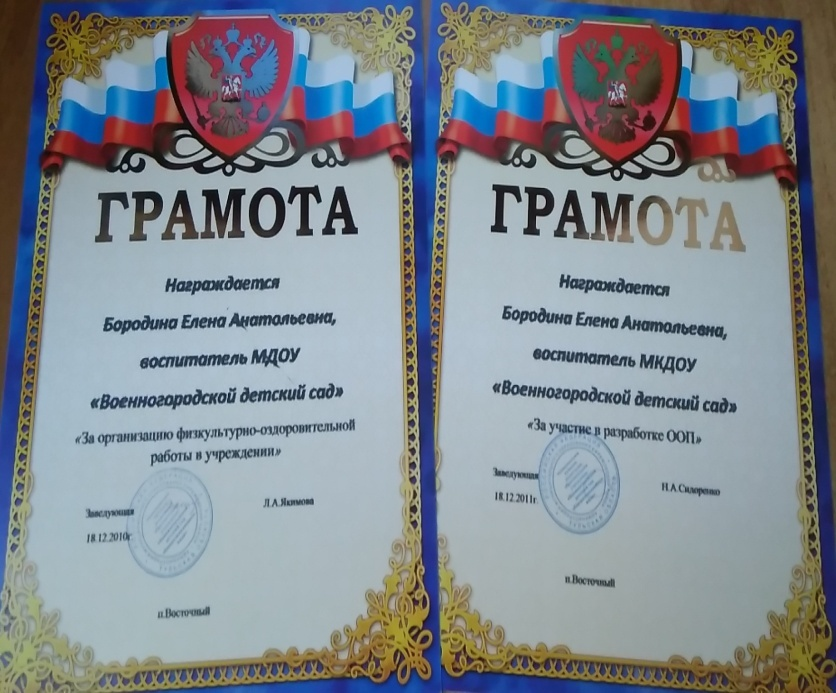 ГРАМОТА
Награждается
Бородина Елена Анатольевна,
воспитатель МДОУ
«Военногородской детский сад»
«За организацию физкультурно-оздоровительной
работы в учреждении»
Заведующая
Л.А.Якимова
18.12.2010г.
п.Восточный
ГРАМОТА
Награждается
Бородина Елена Анатольевна,
воспитатель МКДОУ
«Военногородской детский сад»
«За участие в разработке ООП»
Заведующая
Н.А.Сидоренко
18.12.2011г.
п.Восточный